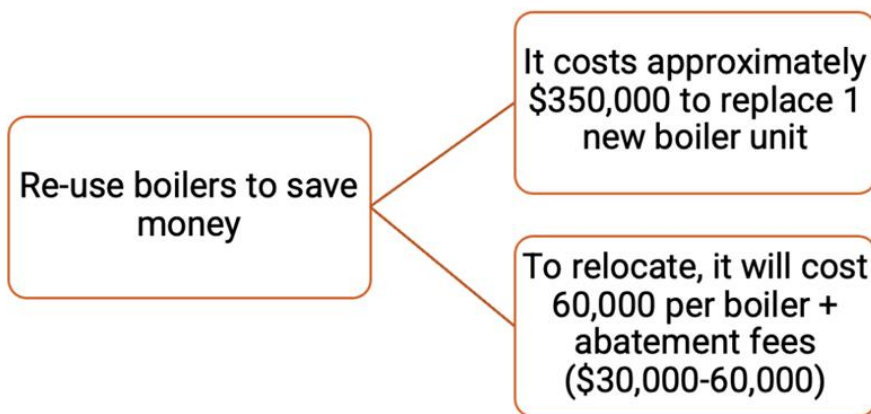 Re-use boilers to save
money
It costs approximately
$350,000 to replace 1
new boiler unit
To relocate, it will cost
60,000 per boiler +
abatement fees
($30,000-60,000)